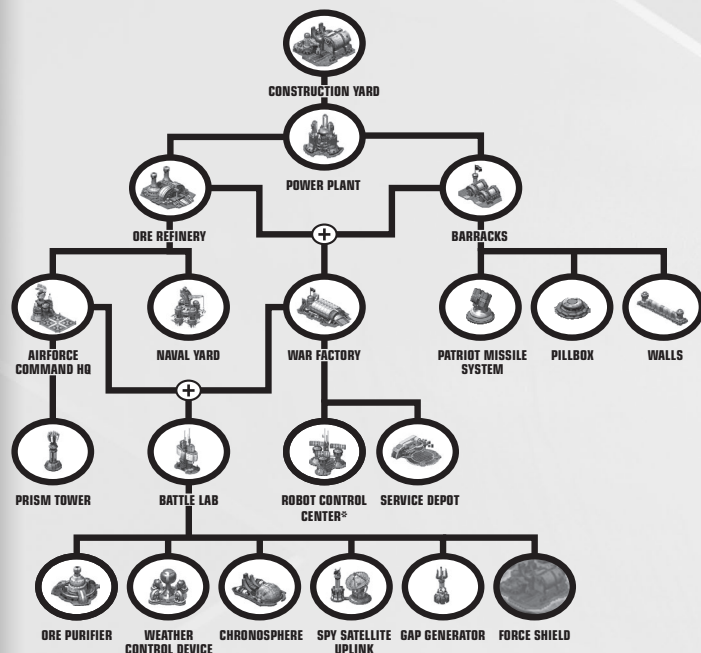 CONSTRUCTION YARD
POWER PLANT
ORE REFINERY
BARRACKS
+
AIRFORCE
COMMAND HQ
NAVAL YARD
WAR FACTORY
PATRIOT MISSILE
SYSTEM
PILLBOX
WALLS
+
PRISM TOWER
BATTLE LAB
ROBOT CONTROL
CENTER*
SERVICE DEPOT
ORE PURIFIER
WEATHER
CONTROL DEVICE
CHRONOSPHERE
SPY SATELLITE
UPLINK
GAP GENERATOR
FORCE SHIELD